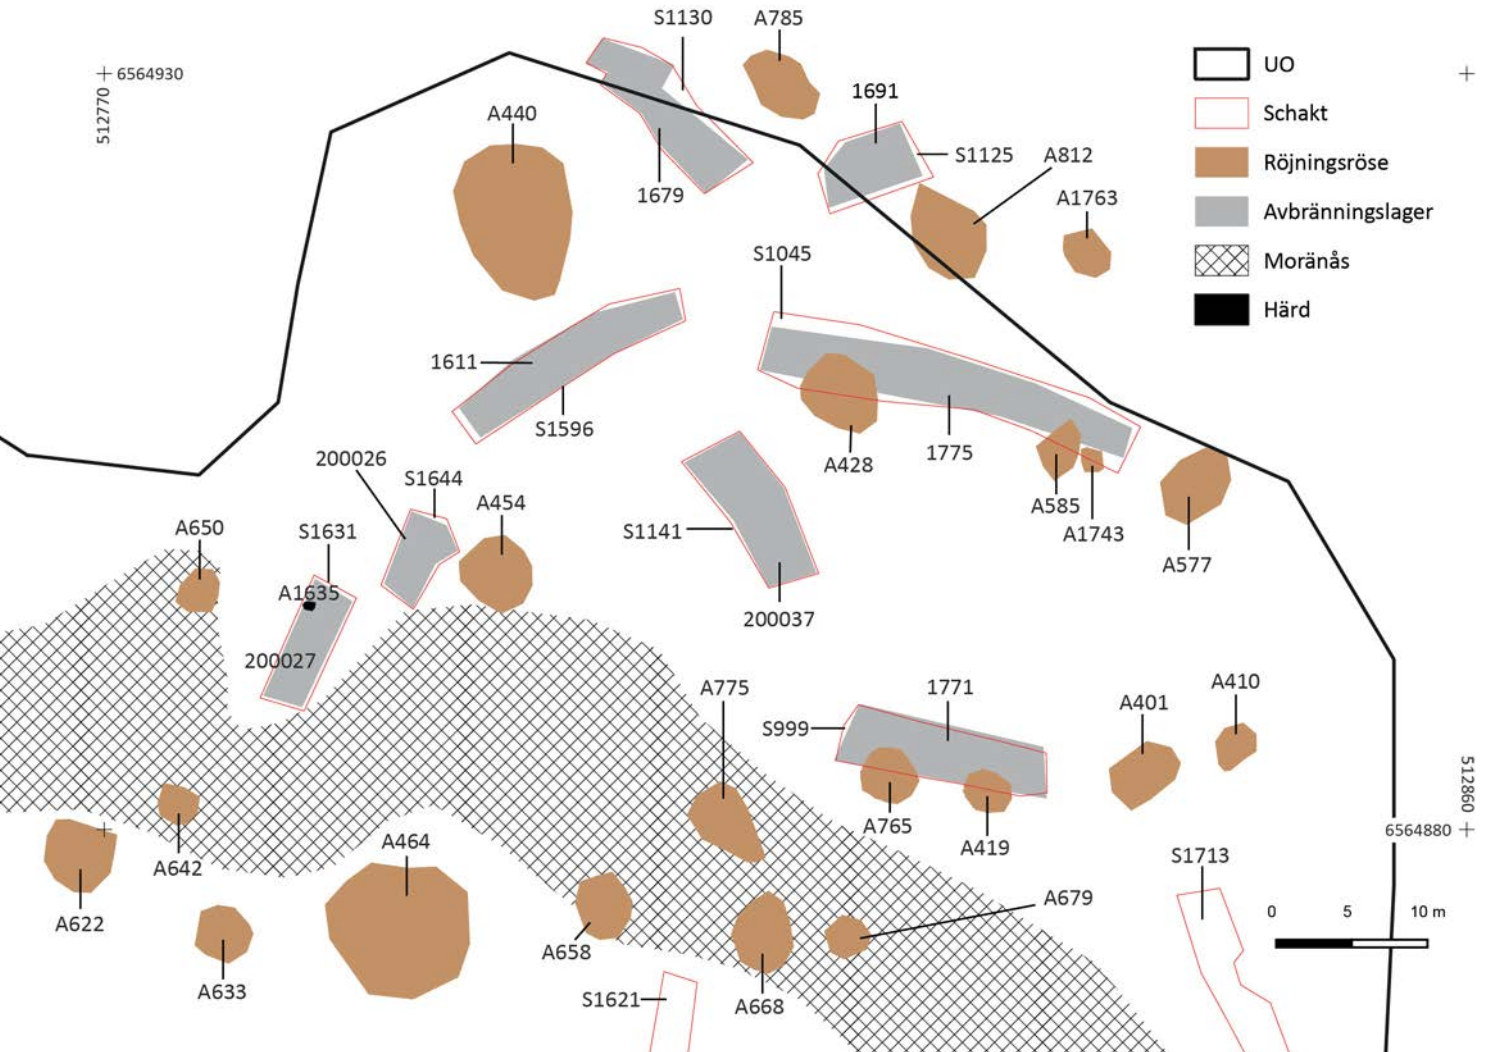 S1130
A785
UO
6564930
512770
1691
Schakt
A440
S1125
A812
Röjningsröse
1679
A1763
Avbränningslager
S1045
Moränås
Härd
1611
S1596
200026
S1644
A428
1775
A454
A585
A650
S1631
S1141
A1743
A577
A1635
200037
200027
A775
1771
A410
S999
A401
512860
A765
6564880
A464
A419
S1713
A642
A679
0 5 10 m
A622
A658
A633
S1621
A668